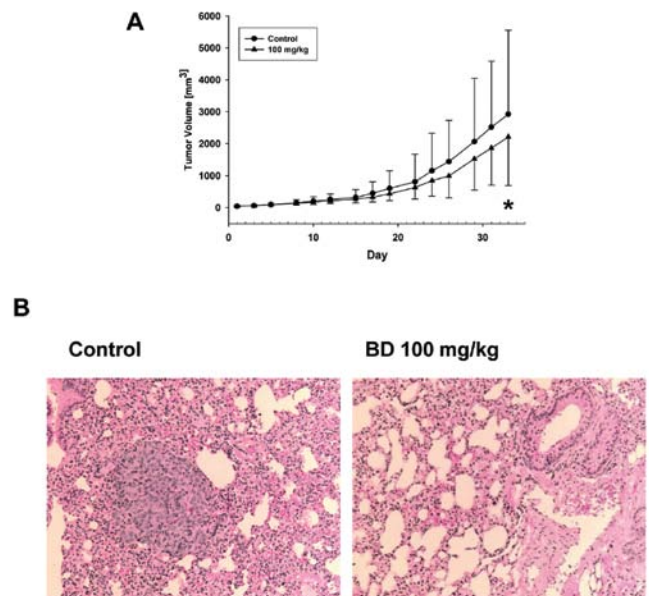 A
6000
5000
4000
3000
2000
1000
0
Tumor Volume [mm3]
Control
100 mg/kg
*
0 10 20 30
Day
B
Control BD 100 mg/kg